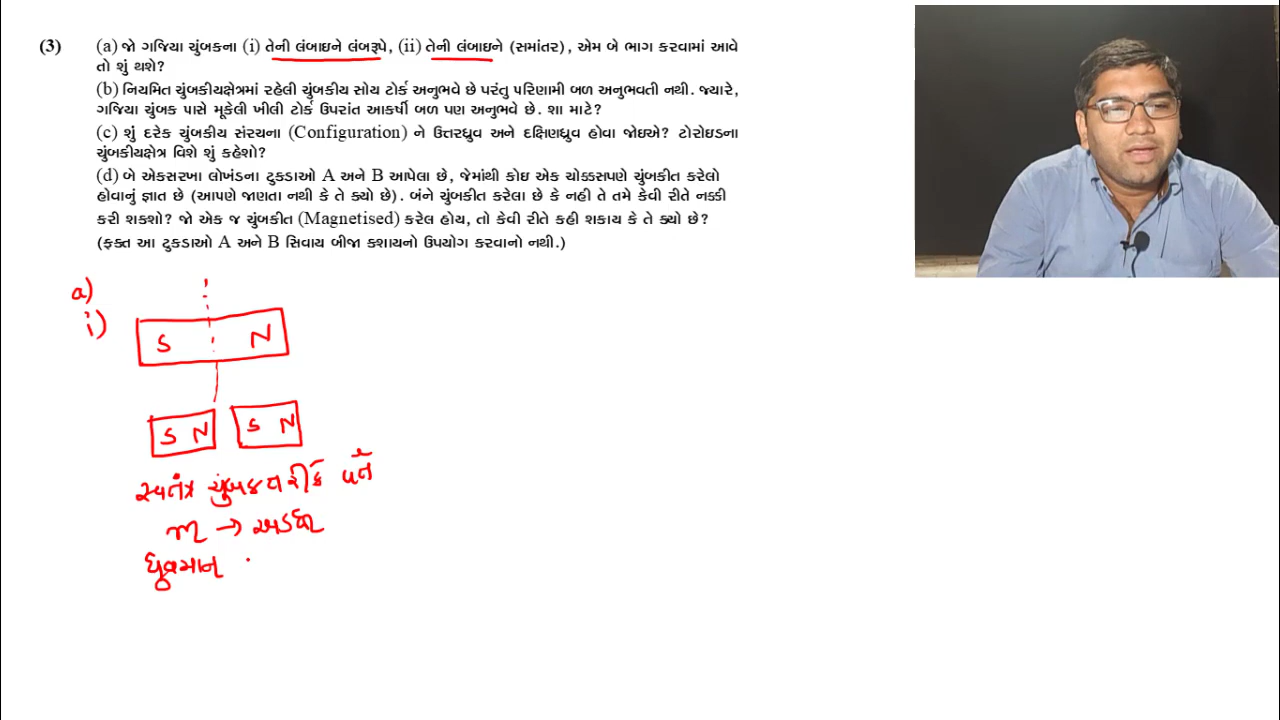 (3) (a) જો ગજિયા ચુંબકના (i) તેની લંબાઇને લંબરૂપે, (ii) તેની લંબાઇને (સમાંતર), એમ બે ભાગ કરવામાં આવે
તો શું થશે?
(b) નિયમિત ચુંબકીયક્ષેત્રમાં રહેલી ચુંબકીય સોય ટોર્ક અનુભવે છે પરંતુ પરિણામી બળ અનુભવતી નથી. જ્યારે,
ગજિયા ચુંબક પાસે મૂકેલી ખીલી ટોર્ક ઉપરાંત આકર્ષી બળ પણ અનુભવે છે. શા માટે?
(c) શું દરેક ચુંબકીય સંરચના (Configuration) ને ઉત્તરધ્રુવ અને દક્ષિણધ્રુવ હોવા જોઇએ? ટોરોઇડના
ચુંબકીયક્ષેત્ર વિશે શું કહેશો?
(d) બે એકસરખા લોખંડના ટુકડાઓ A અને B આપેલા છે, જેમાંથી કોઇ એક ચોક્કસપણે ચુંબકીત કરેલો
હોવાનું જ્ઞાત છે (આપણે જાણતા નથી કે તે ક્યો છે). બંને ચુંબકીત કરેલા છે કે નહી તે તમે કેવી રીતે નક્કી
કરી શકશો? જો એક જ ચુંબકીત (Magnetised) કરેલ હોય, તો કેવી રીતે કહી શકાય કે તે ક્યો છે?
(ફક્ત આ ટુકડાઓ A અને B સિવાય બીજા કશાયનો ઉપયોગ કરવાનો નથી.)
a)
i)
S N
S N S N
સ્વતંત્ર ચુંબક તરીકે વર્તે
m → અડધી
ધ્રુવમાન